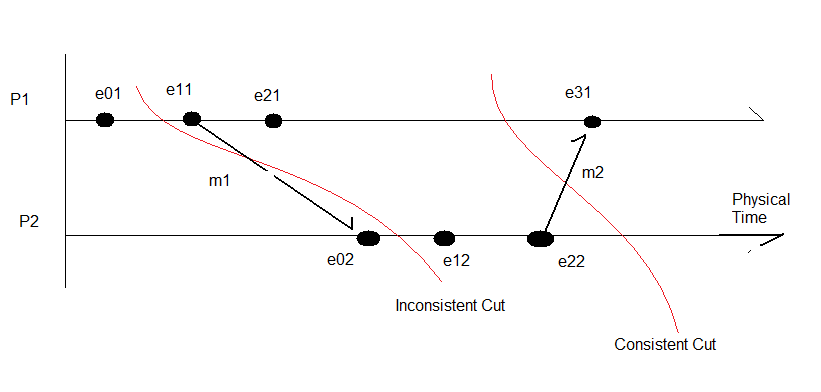 e01
e11
e21
e31
P1
m1
m2
P2
Physical
Time
e02
e12
e22
Inconsistent Cut
Consistent Cut